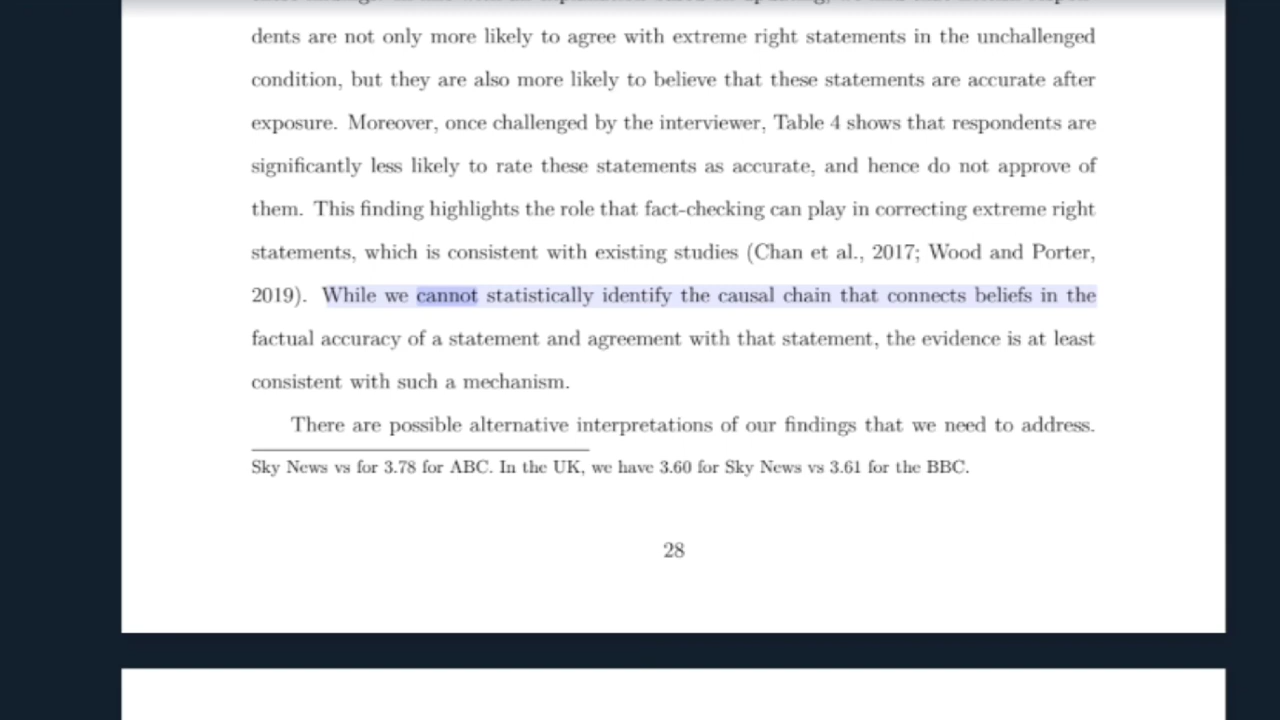 dents are not only more likely to agree with extreme right statements in the unchallenged
condition, but they are also more likely to believe that these statements are accurate after
exposure. Moreover, once challenged by the interviewer, Table 4 shows that respondents are
significantly less likely to rate these statements as accurate, and hence do not approve of
them. This finding highlights the role that fact-checking can play in correcting extreme right
statements, which is consistent with existing studies (Chan et al., 2017; Wood and Porter,
2019). While we cannot statistically identify the causal chain that connects beliefs in the
factual accuracy of a statement and agreement with that statement, the evidence is at least
consistent with such a mechanism.
There are possible alternative interpretations of our findings that we need to address.
Sky News vs for 3.78 for ABC. In the UK, we have 3.60 for Sky News vs 3.61 for the BBC.
28